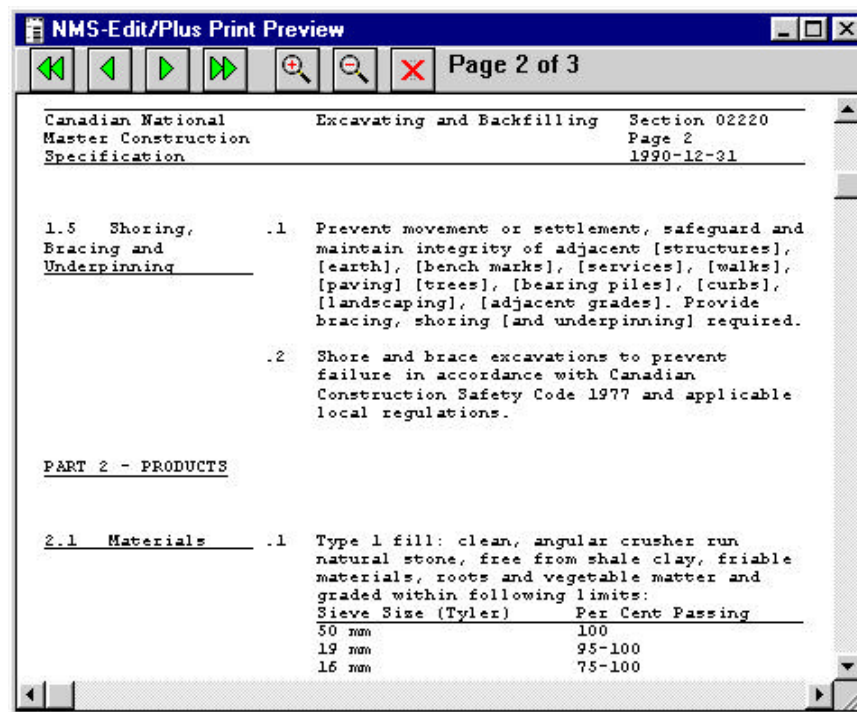 NMS-Edit/Plus Print Preview
Page 2 of 3
Canadian National Excavating and Backfilling Section 02220
Master Construction Page 2
Specification 1990-12-31
1.5 Shoring, .1 Prevent movement or settlement, safeguard and
Bracing and maintain integrity of adjacent [structures],
Underpinning [earth], [bench marks], [services], [walks],
[paving] [trees], [bearing piles], [curbs],
[landscaping], [adjacent grades]. Provide
bracing, shoring [and underpinning] required.
.2 Shore and brace excavations to prevent
failure in accordance with Canadian
Construction Safety Code 1977 and applicable
local regulations.
PART 2 - PRODUCTS
2.1 Materials .1 Type 1 fill: clean, angular crusher run
natural stone, free from shale clay, friable
materials, roots and vegetable matter and
graded within following limits:
Sieve Size (Tyler) Per Cent Passing
50 mm 100
19 mm 95-100
16 mm 75-100